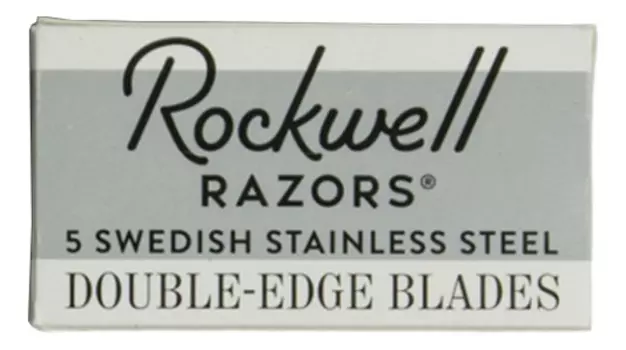 Rockwell
RAZORS®
5 SWEDISH STAINLESS STEEL
DOUBLE-EDGE BLADES